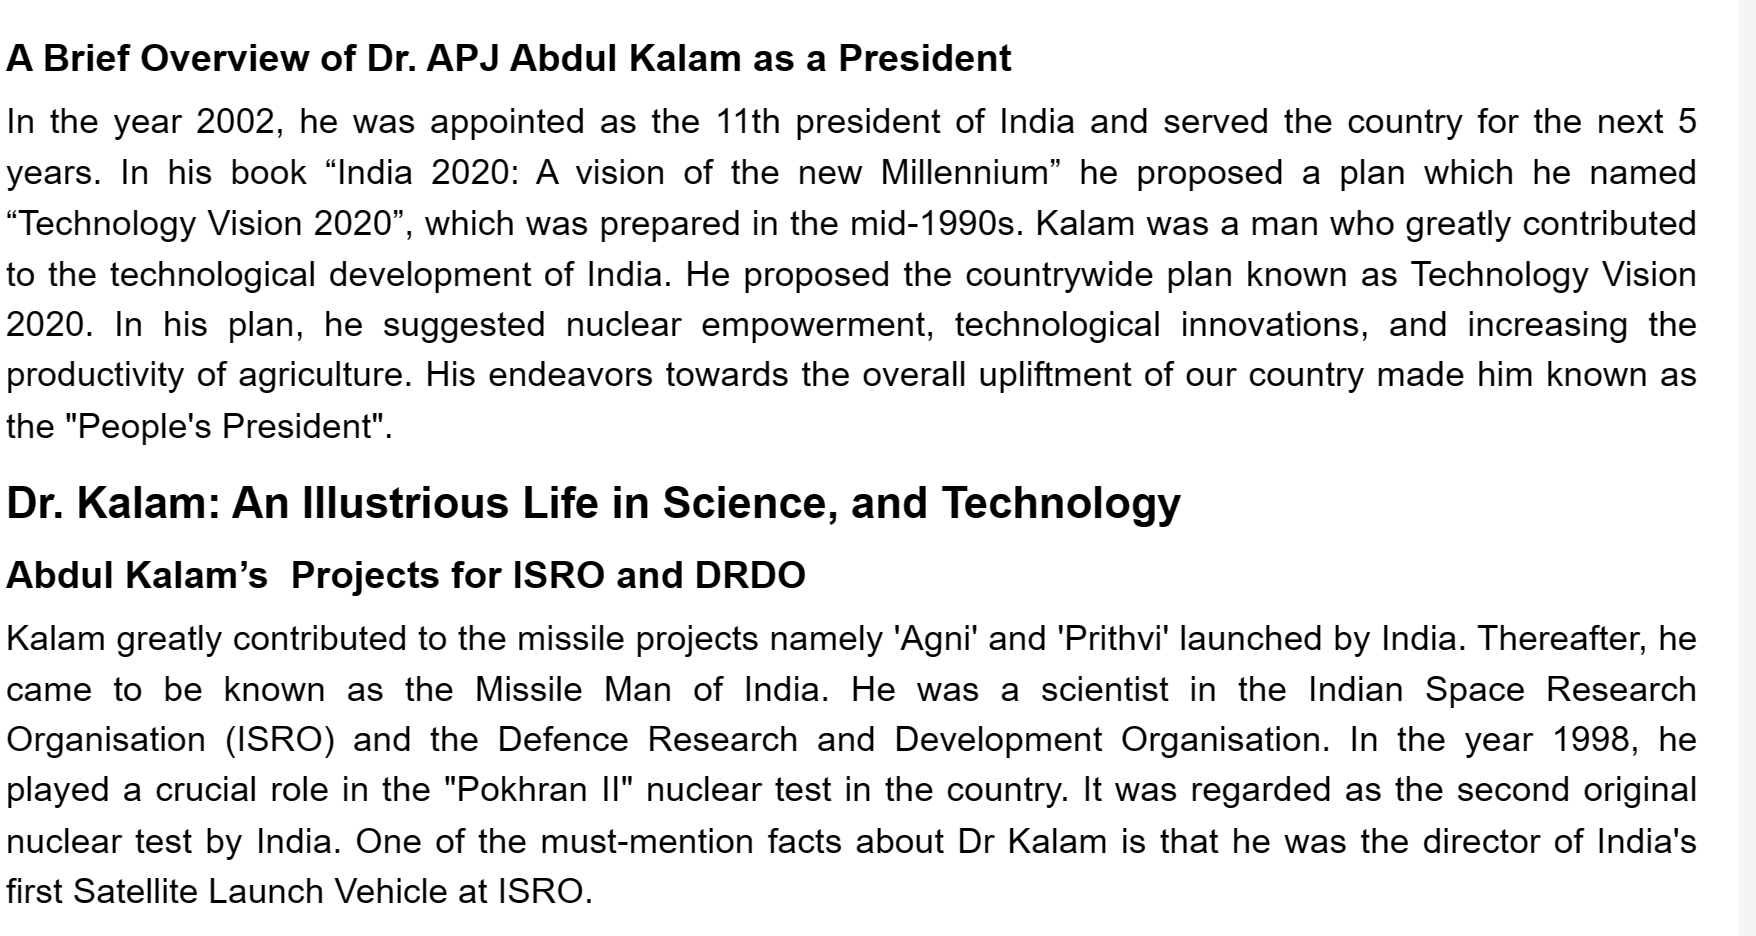 A Brief Overview of Dr. APJ Abdul Kalam as a President
In the year 2002, he was appointed as the 11th president of India and served the country for the next 5
years. In his book “India 2020: A vision of the new Millennium” he proposed a plan which he named
“Technology Vision 2020”, which was prepared in the mid-1990s. Kalam was a man who greatly contributed
to the technological development of India. He proposed the countrywide plan known as Technology Vision
2020. In his plan, he suggested nuclear empowerment, technological innovations, and increasing the
productivity of agriculture. His endeavors towards the overall upliftment of our country made him known as
the "People's President".
Dr. Kalam: An Illustrious Life in Science, and Technology
Abdul Kalam’s  Projects for ISRO and DRDO
Kalam greatly contributed to the missile projects namely 'Agni' and 'Prithvi' launched by India. Thereafter, he
came to be known as the Missile Man of India. He was a scientist in the Indian Space Research
Organisation (ISRO) and the Defence Research and Development Organisation. In the year 1998, he
played a crucial role in the "Pokhran II" nuclear test in the country. It was regarded as the second original
nuclear test by India. One of the must-mention facts about Dr Kalam is that he was the director of India's
first Satellite Launch Vehicle at ISRO.